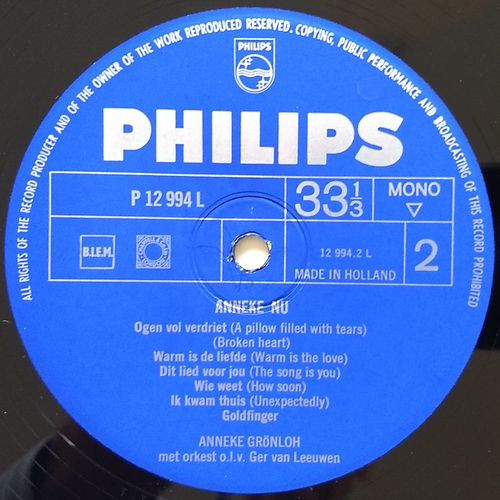 ALL RIGHTS OF THE RECORD PRODUCER AND OF THE OWNER OF THE WORK REPRODUCED RESERVED. COPYING, PUBLIC PERFORMANCE AND BROADCASTING OF THIS RECORD PROHIBITED
PHILIPS
PHILIPS
P 12 994 L
33 1/3
MONO
▽
B.I.E.M.
12 994.2 L
MADE IN HOLLAND
2
ANNEKE NU
Ogen vol verdriet (A pillow filled with tears)
(Broken heart)
Warm is de liefde (Warm is the love)
Dit lied voor jou (The song is you)
Wie weet (How soon)
Ik kwam thuis (Unexpectedly)
Goldfinger
ANNEKE GRÖNLOH
met orkest o.l.v. Ger van Leeuwen